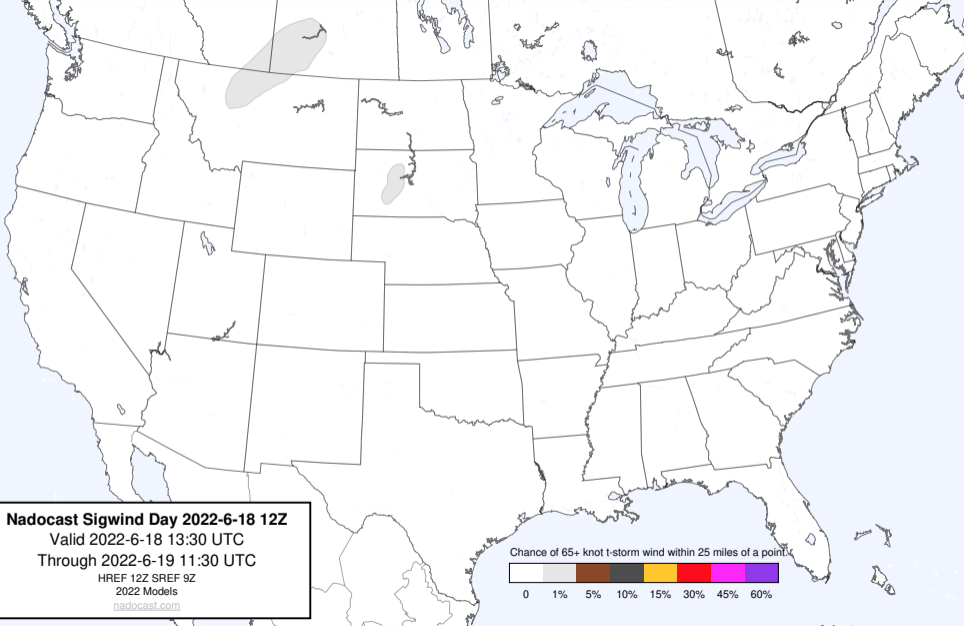 Nadocast Sigwind Day 2022-6-18 12Z
Valid 2022-6-18 13:30 UTC
Through 2022-6-19 11:30 UTC
HREF 12Z SREF 9Z
2022 Models
nadocast.com
Chance of 65+ knot t-storm wind within 25 miles of a point.
0 1% 5% 10% 15% 30% 45% 60%